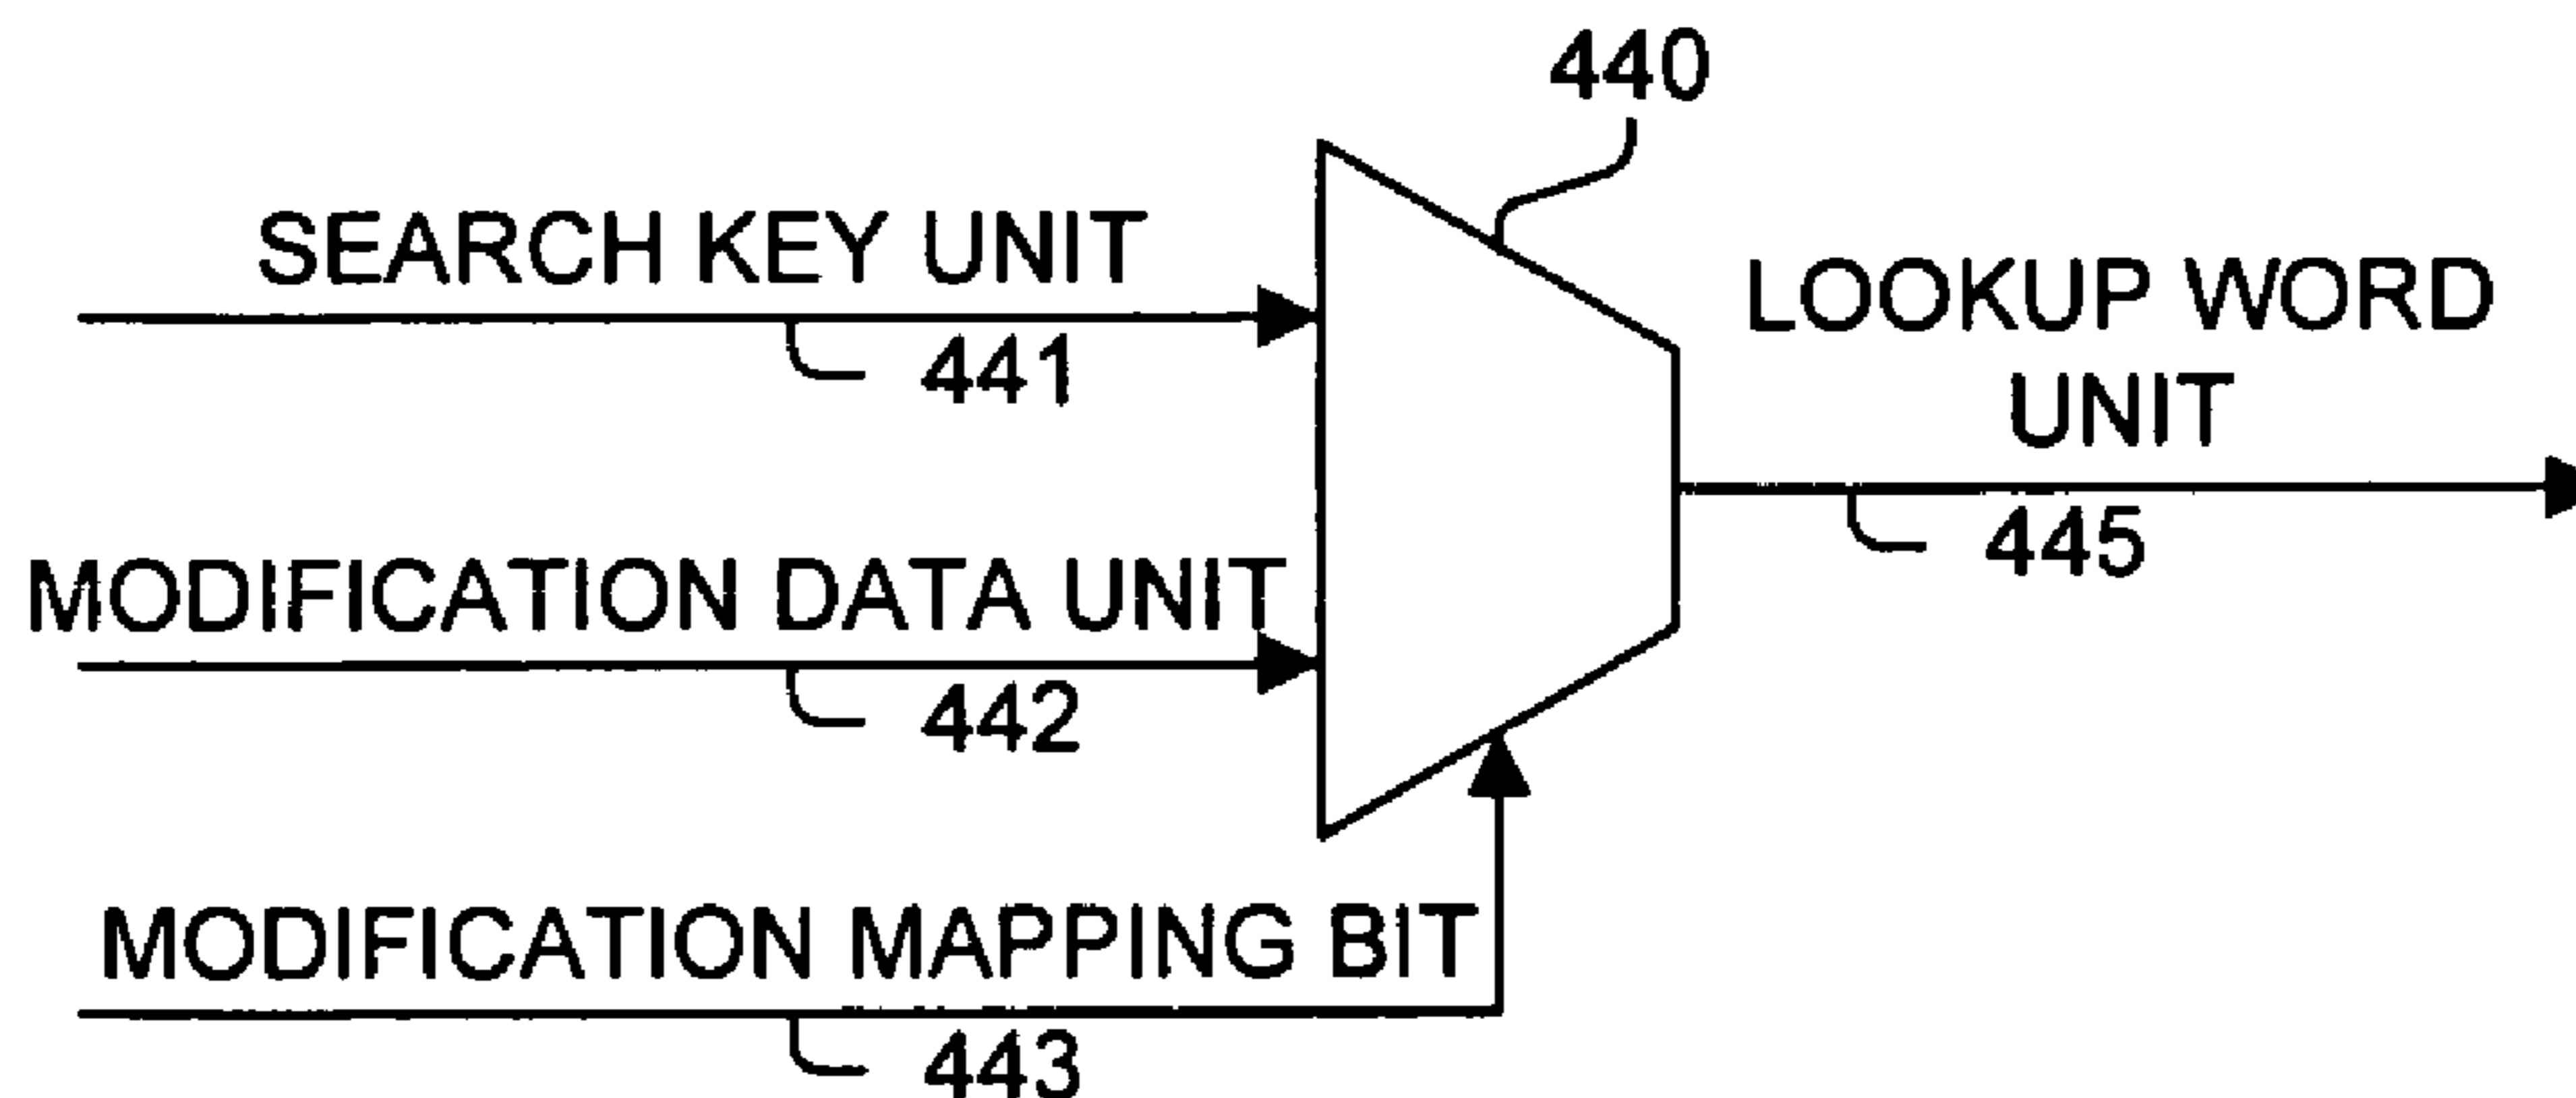 440
SEARCH KEY UNIT
441
LOOKUP WORD
UNIT
445
MODIFICATION DATA UNIT
442
MODIFICATION MAPPING BIT
443